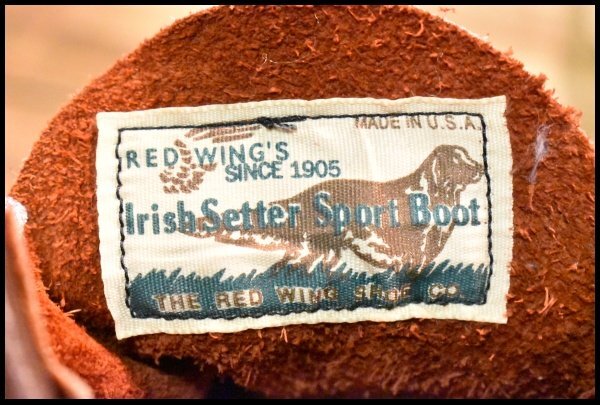 MADE IN U.S.A.
RED WING'S
SINCE 1905
Irish Setter Sport Boot
THE RED WING SHOE CO.